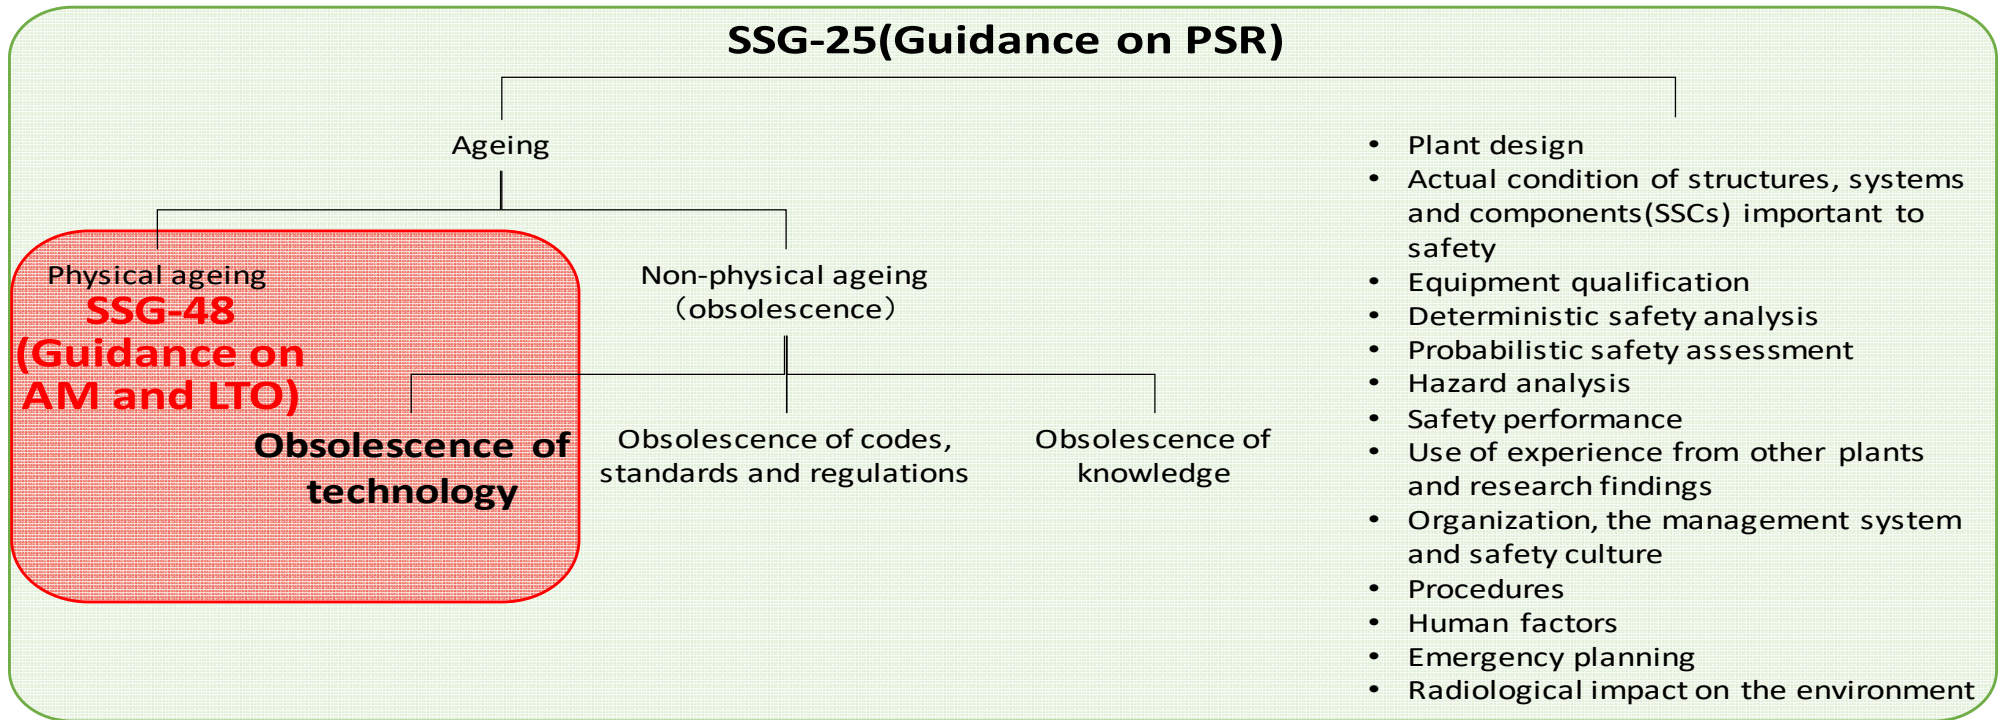 SSG-25(Guidance on PSR)
Ageing
Physical ageing
SSG-48
(Guidance on
AM and LTO)
Non-physical ageing
（obsolescence）
Obsolescence of
technology
Obsolescence of codes,
standards and regulations
Obsolescence of
knowledge
• Plant design
• Actual condition of structures, systems
and components(SSCs) important to
safety
• Equipment qualification
• Deterministic safety analysis
• Probabilistic safety assessment
• Hazard analysis
• Safety performance
• Use of experience from other plants
and research findings
• Organization, the management system
and safety culture
• Procedures
• Human factors
• Emergency planning
• Radiological impact on the environment